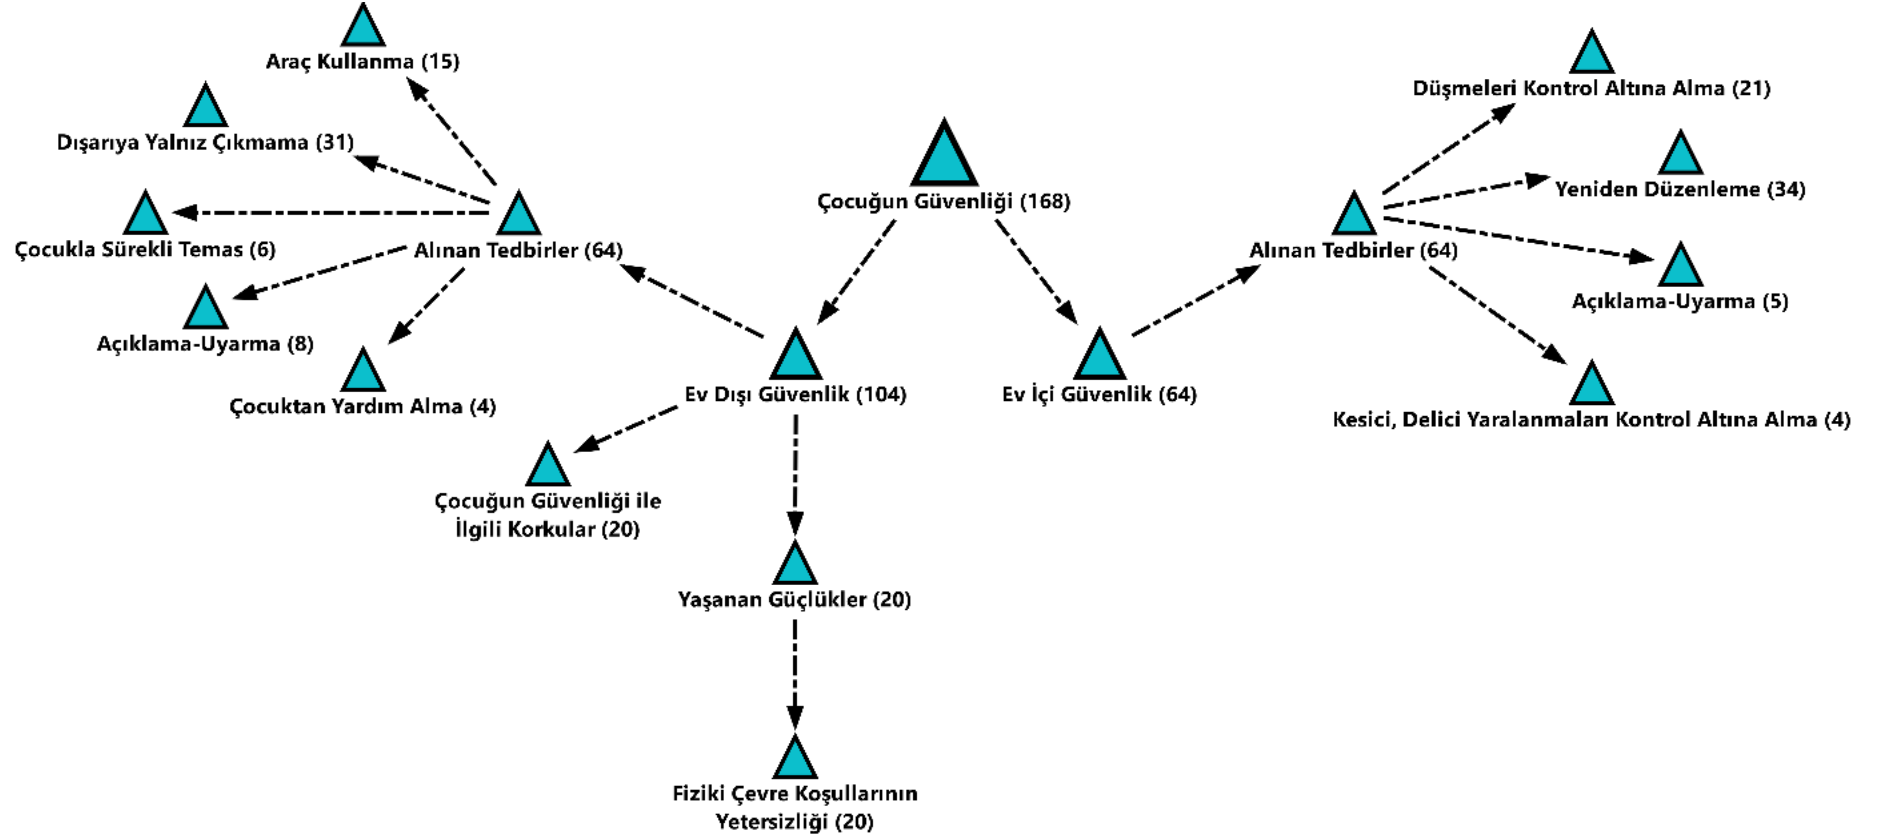 Araç Kullanma (15)
Dışarıya Yalnız Çıkmama (31)
Çocukla Sürekli Temas (6)
Açıklama-Uyarma (8)
Çocuktan Yardım Alma (4)
Alınan Tedbirler (64)
Çocuğun Güvenliği (168)
Ev Dışı Güvenlik (104)
Ev İçi Güvenlik (64)
Çocuğun Güvenliği ile
İlgili Korkular (20)
Yaşanan Güçlükler (20)
Fiziki Çevre Koşullarının
Yetersizliği (20)
Alınan Tedbirler (64)
Düşmeleri Kontrol Altına Alma (21)
Yeniden Düzenleme (34)
Açıklama-Uyarma (5)
Kesici, Delici Yaralanmaları Kontrol Altına Alma (4)